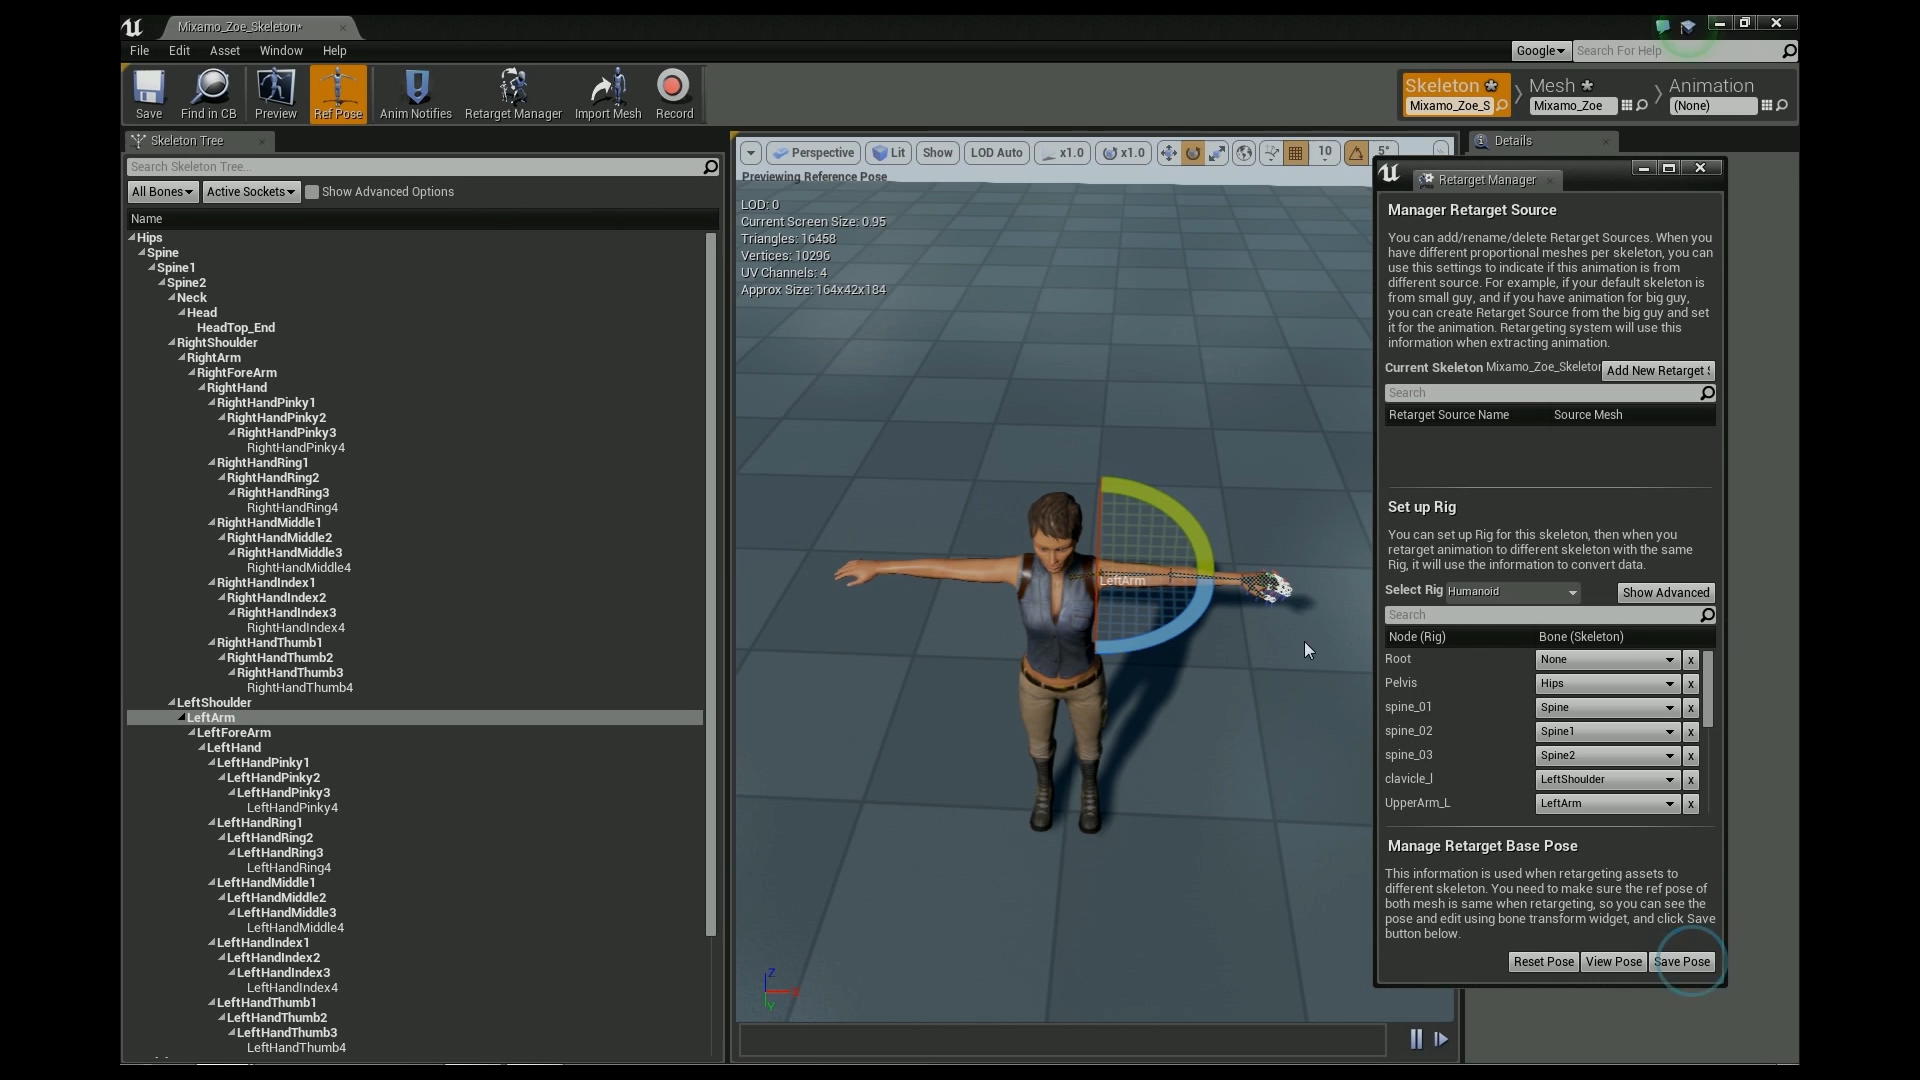 Mixamo_Zoe_Skeleton*
File Edit Asset Window Help
Google
Search For Help
Save
Find in CB
Preview
Ref Pose
Anim Notifies
Retarget Manager
Import Mesh
Record
Skeleton
Mixamo_Zoe_S
Mesh
Mixamo_Zoe
Animation
(None)
Skeleton Tree
Search Skeleton Tree...
All Bones
Active Sockets
Show Advanced Options
Name
Hips
Spine
Spine1
Spine2
Neck
Head
HeadTop_End
RightShoulder
RightArm
RightForeArm
RightHand
RightHandPinky1
RightHandPinky2
RightHandPinky3
RightHandPinky4
RightHandRing1
RightHandRing2
RightHandRing3
RightHandRing4
RightHandMiddle1
RightHandMiddle2
RightHandMiddle3
RightHandMiddle4
RightHandIndex1
RightHandIndex2
RightHandIndex3
RightHandIndex4
RightHandThumb1
RightHandThumb2
RightHandThumb3
RightHandThumb4
LeftShoulder
LeftArm
LeftForeArm
LeftHand
LeftHandPinky1
LeftHandPinky2
LeftHandPinky3
LeftHandPinky4
LeftHandRing1
LeftHandRing2
LeftHandRing3
LeftHandRing4
LeftHandMiddle1
LeftHandMiddle2
LeftHandMiddle3
LeftHandMiddle4
LeftHandIndex1
LeftHandIndex2
LeftHandIndex3
LeftHandIndex4
LeftHandThumb1
LeftHandThumb2
LeftHandThumb3
LeftHandThumb4
Perspective
Lit
Show
LOD Auto
x1.0
x1.0
10
5°
Previewing Reference Pose
LOD: 0
Current Screen Size: 0.95
Triangles: 16458
Vertices: 10296
UV Channels: 4
Approx Size: 164x42x184
LeftArm
Z
Y
Details
Retarget Manager
Manager Retarget Source
You can add/rename/delete Retarget Sources. When you
have different proportional meshes per skeleton, you can
use this settings to indicate if this animation is from
different source. For example, if your default skeleton is
from small guy, and if you have animation for big guy,
you can create Retarget Source from the big guy and set
it for the animation. Retargeting system will use this
information when extracting animation.
Current Skeleton Mixamo_Zoe_Skeleton
Add New Retarget
Search
Retarget Source Name
Source Mesh
Set up Rig
You can set up Rig for this skeleton, then when you
retarget animation to different skeleton with the same
Rig, it will use the information to convert data.
Select Rig Humanoid
Show Advanced
Search
Node (Rig)
Bone (Skeleton)
Root None x
Pelvis Hips x
spine_01 Spine x
spine_02 Spine1 x
spine_03 Spine2 x
clavicle_l LeftShoulder x
UpperArm_L LeftArm x
Manage Retarget Base Pose
This information is used when retargeting assets to
different skeleton. You need to make sure the ref pose of
both mesh is same when retargeting, so you can see the
pose and edit using bone transform widget, and click Save
button below.
Reset Pose
View Pose
Save Pose